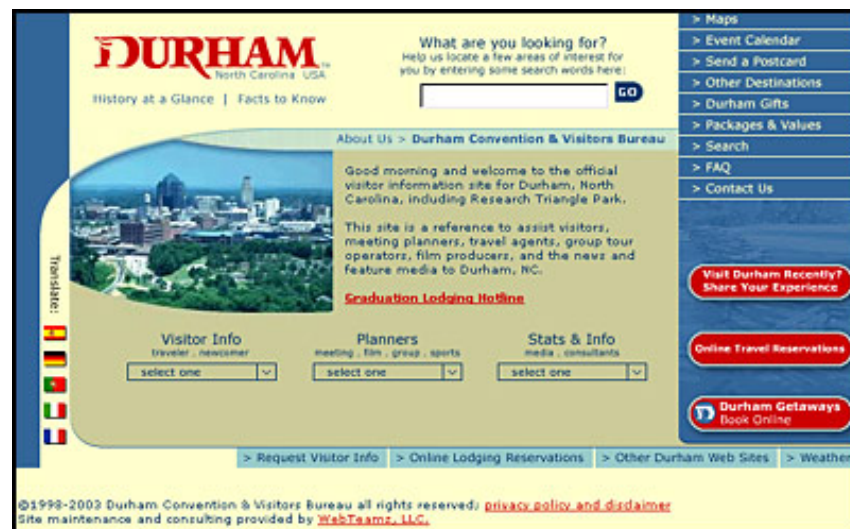 DURHAM
North Carolina USA
History at a Glance | Facts to Know
What are you looking for?
Help us locate a few areas of interest for
you by entering some search words here:
GO
> Maps
> Event Calendar
> Send a Postcard
> Other Destinations
> Durham Gifts
> Packages & Values
> Search
> FAQ
> Contact Us
About Us > Durham Convention & Visitors Bureau
Good morning and welcome to the official
visitor information site for Durham, North
Carolina, including Research Triangle Park.
This site is a reference to assist visitors,
meeting planners, travel agents, group tour
operators, film producers, and the news and
feature media to Durham, NC.
Graduation Lodging Hotline
Translate:
Visit Durham Recently?
Share Your Experience
Online Travel Reservations
Durham Getaways
Book Online
Visitor Info
traveler . newcomer
select one
Planners
meeting . film . group . sports
select one
Stats & Info
media . consultants
select one
> Request Visitor Info > Online Lodging Reservations > Other Durham Web Sites > Weather
©1998-2003 Durham Convention & Visitors Bureau all rights reserved; privacy policy and disclaimer
Site maintenance and consulting provided by WebTeamz, LLC.